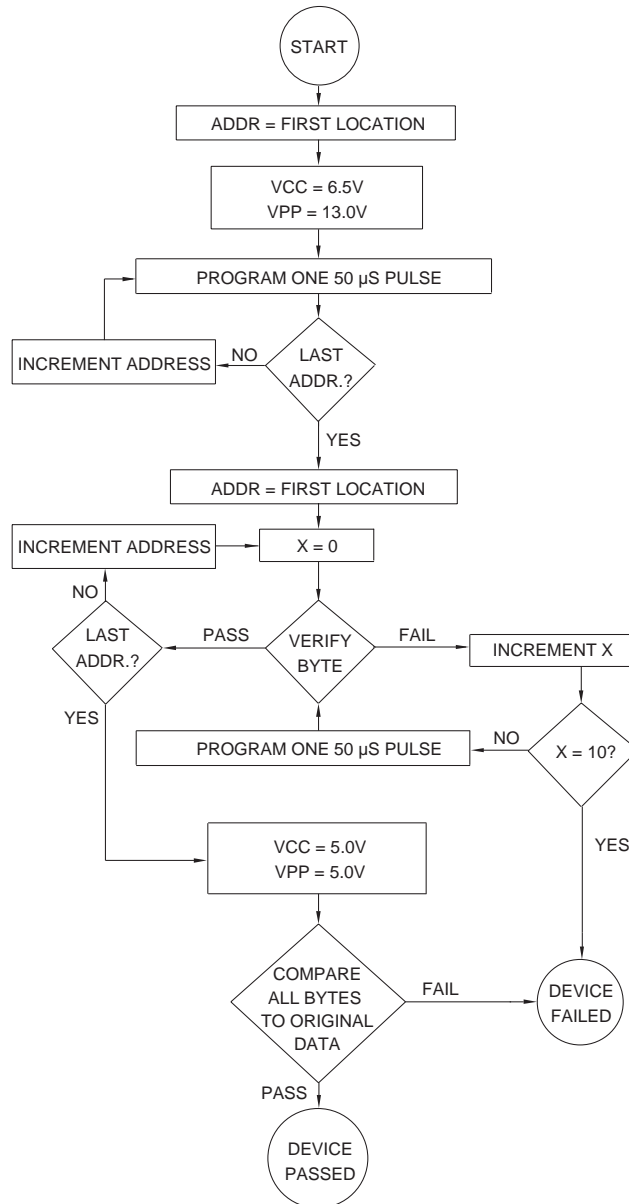 START
ADDR = FIRST LOCATION
VCC = 6.5V
VPP = 13.0V
PROGRAM ONE 50 µS PULSE
INCREMENT ADDRESS
NO
LAST
ADDR.?
YES
ADDR = FIRST LOCATION
INCREMENT ADDRESS
X = 0
NO
LAST
ADDR.?
PASS
VERIFY
BYTE
FAIL
INCREMENT X
YES
PROGRAM ONE 50 µS PULSE
NO
X = 10?
YES
VCC = 5.0V
VPP = 5.0V
COMPARE
ALL BYTES
TO ORIGINAL
DATA
FAIL
DEVICE
FAILED
PASS
DEVICE
PASSED